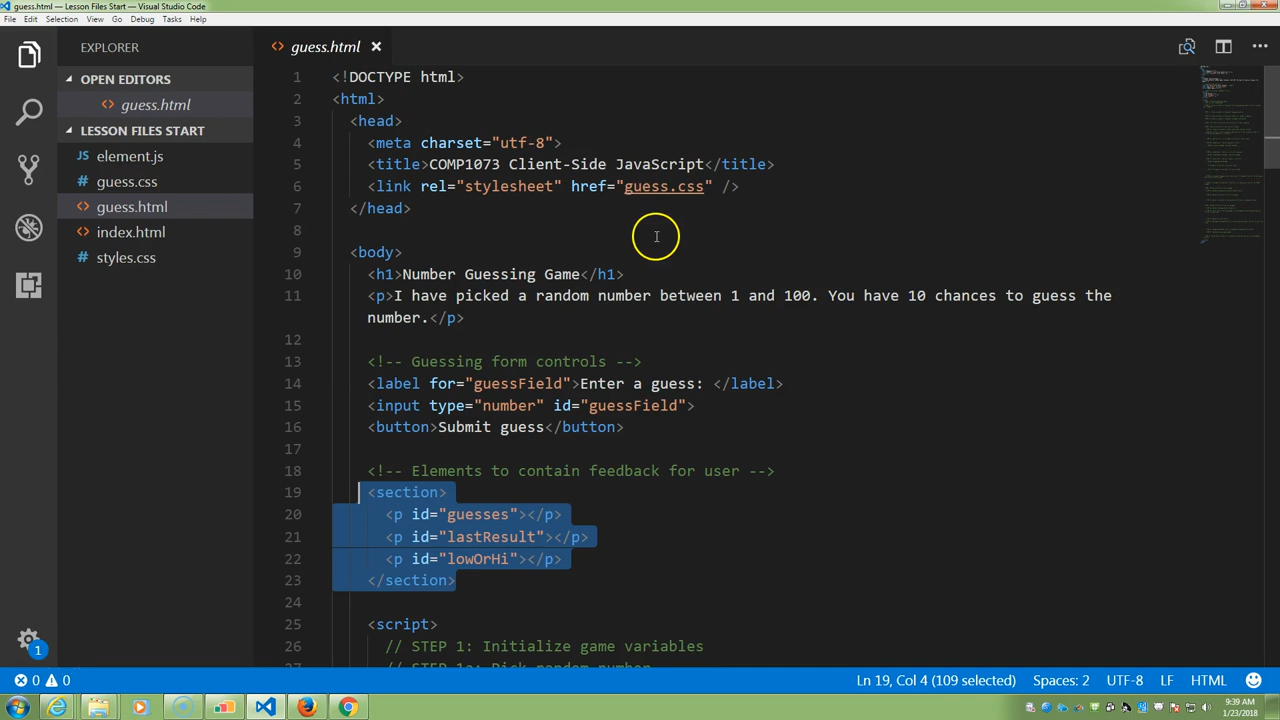 guess.html — Lesson Files Start — Visual Studio Code
File Edit Selection View Go Debug Tasks Help
EXPLORER
OPEN EDITORS
<> guess.html
LESSON FILES START
JS element.js
# guess.css
<> guess.html
<> index.html
# styles.css
1
<> guess.html ×
1 <!DOCTYPE html>
2 <html>
3 <head>
4 <meta charset="utf-8">
5 <title>COMP1073 Client-Side JavaScript</title>
6 <link rel="stylesheet" href="guess.css" />
7 </head>
8
9 <body>
10 <h1>Number Guessing Game</h1>
11 <p>I have picked a random number between 1 and 100. You have 10 chances to guess the
number.</p>
12
13 <!-- Guessing form controls -->
14 <label for="guessField">Enter a guess: </label>
15 <input type="number" id="guessField">
16 <button>Submit guess</button>
17
18 <!-- Elements to contain feedback for user -->
19 <section>
20 <p id="guesses"></p>
21 <p id="lastResult"></p>
22 <p id="lowOrHi"></p>
23 </section>
24
25 <script>
26 // STEP 1: Initialize game variables
27 // STEP 1a: Pick random number
0 0 Ln 19, Col 4 (109 selected) Spaces: 2 UTF-8 LF HTML
9:39 AM
1/23/2018